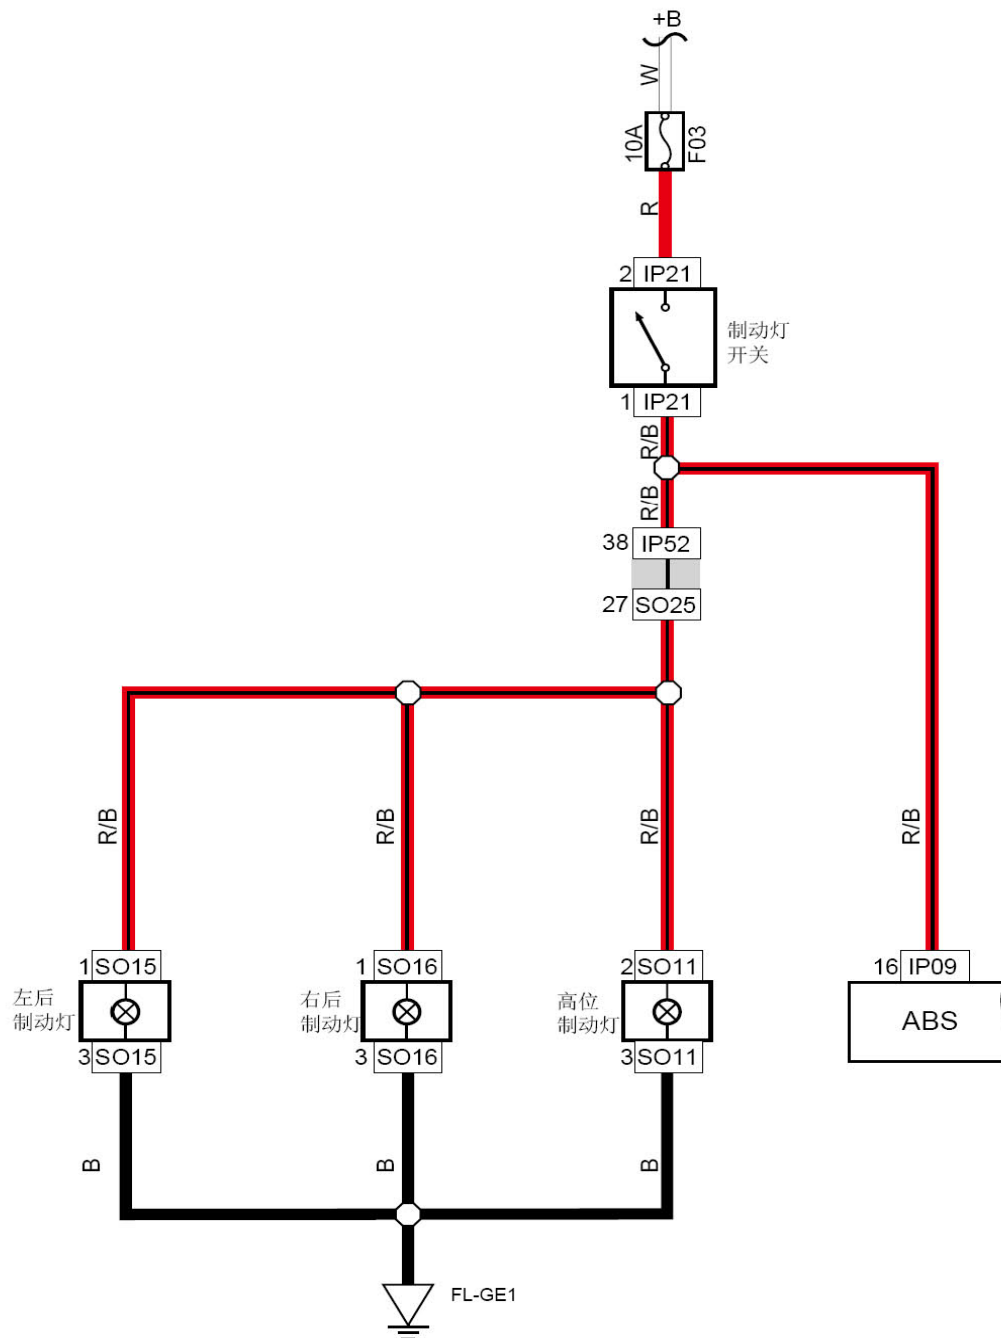 +B
W
10A
F03
R
2 IP21
制动灯
开关
1 IP21
R/B
R/B
38 IP52
27 SO25
R/B
R/B
R/B
R/B
1 SO15
1 SO16
2 SO11
16 IP09
左后
制动灯
右后
制动灯
高位
制动灯
ABS
3 SO15
3 SO16
3 SO11
B
B
B
FL-GE1